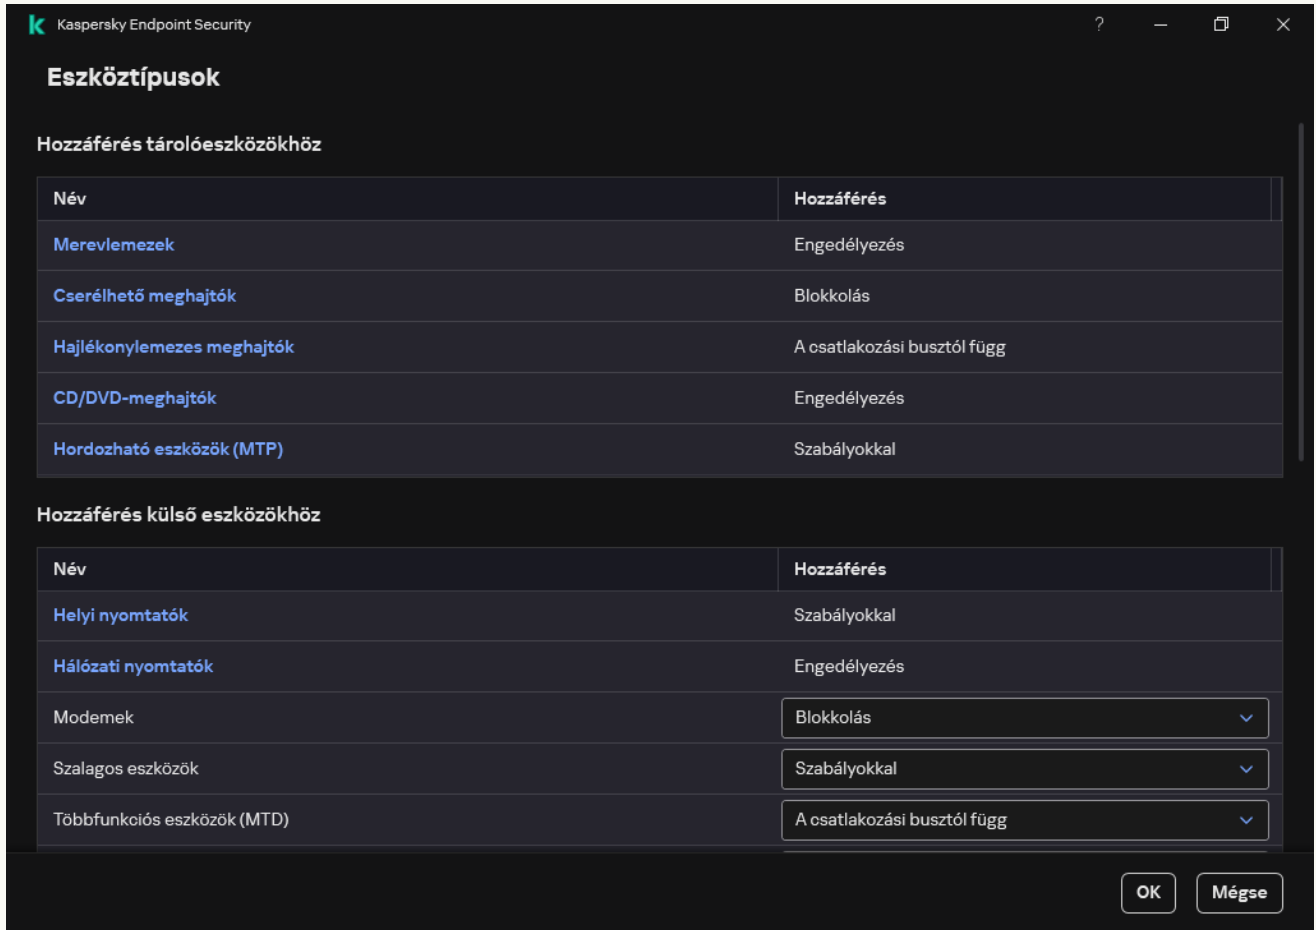 Kaspersky Endpoint Security
?
Eszköztípusok
Hozzáférés tárolóeszközökhöz
Név Hozzáférés
Merevlemezek Engedélyezés
Cserélhető meghajtók Blokkolás
Hajlékonylemezes meghajtók A csatlakozási busztól függ
CD/DVD-meghajtók Engedélyezés
Hordozható eszközök (MTP) Szabályokkal
Hozzáférés külső eszközökhöz
Név Hozzáférés
Helyi nyomtatók Szabályokkal
Hálózati nyomtatók Engedélyezés
Modemek Blokkolás
Szalagos eszközök Szabályokkal
Többfunkciós eszközök (MTD) A csatlakozási busztól függ
OK Mégse